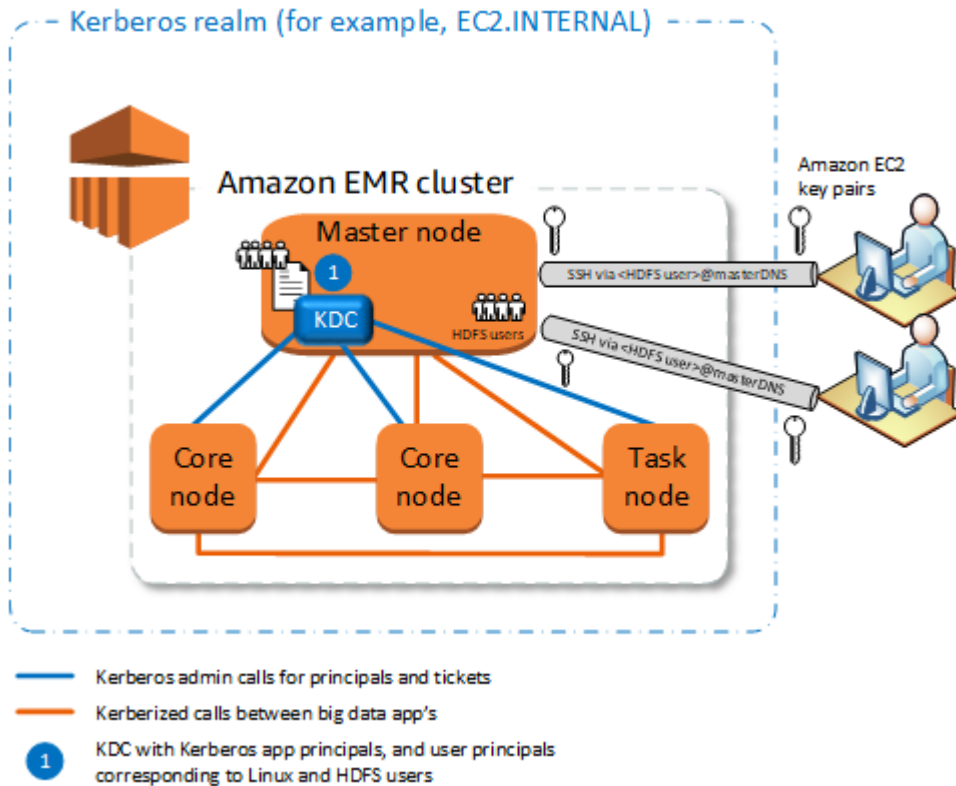 Kerberos realm (for example, EC2.INTERNAL)
Amazon EMR cluster
Amazon EC2
key pairs
Master node
1
KDC
HDFS users
SSH via <HDFS user>@masterDNS
SSH via <HDFS user>@masterDNS
Core
node
Core
node
Task
node
Kerberos admin calls for principals and tickets
Kerberized calls between big data app's
1
KDC with Kerberos app principals, and user principals
corresponding to Linux and HDFS users